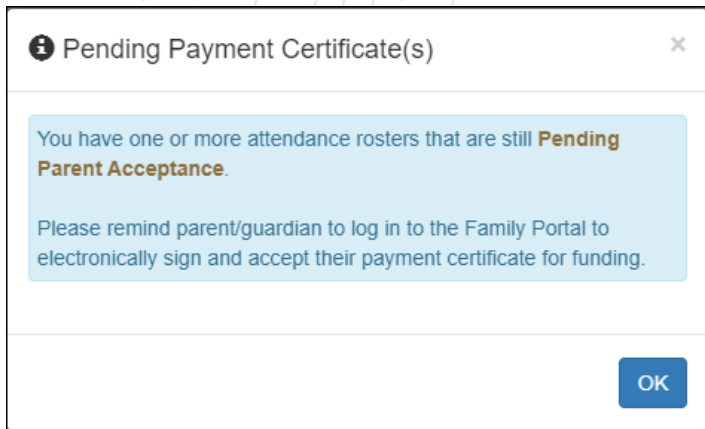 Pending Payment Certificate(s)
×
You have one or more attendance rosters that are still Pending
Parent Acceptance.
Please remind parent/guardian to log in to the Family Portal to
electronically sign and accept their payment certificate for funding.
OK